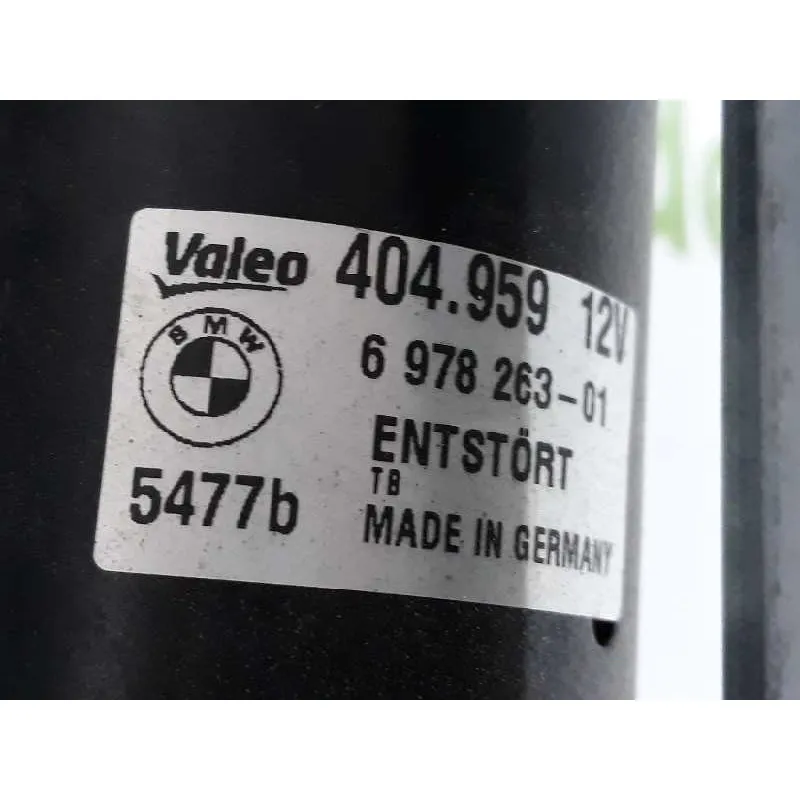 Valeo 404.959 12V
BMW
6 978 263-01
ENTSTÖRT
TB
5477b
MADE IN GERMANY